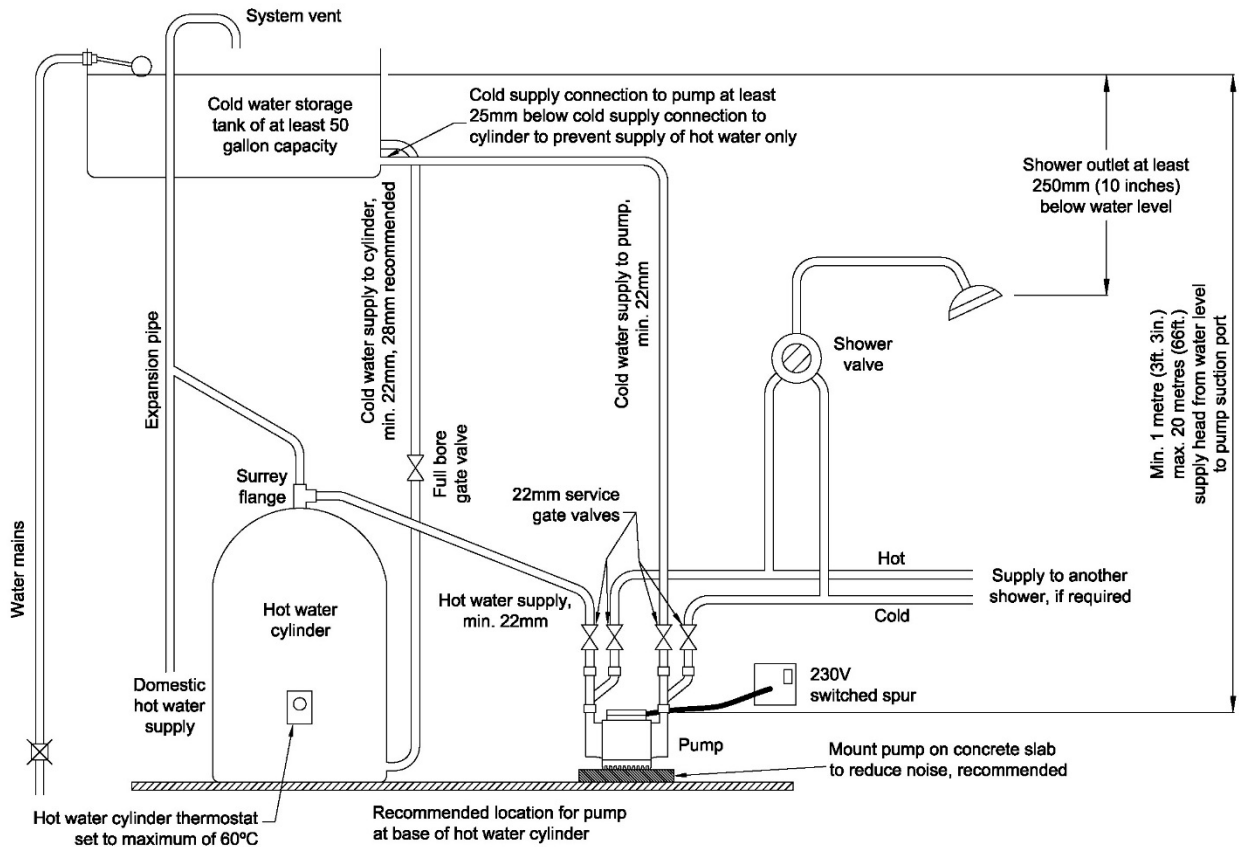 System vent
Cold water storage
tank of at least 50
gallon capacity
Cold supply connection to pump at least
25mm below cold supply connection to
cylinder to prevent supply of hot water only
Shower outlet at least
250mm (10 inches)
below water level
Water mains
Expansion pipe
Cold water supply to cylinder,
min. 22mm, 28mm recommended
Full bore
gate valve
Cold water supply to pump,
min. 22mm
Shower
valve
Min. 1 metre (3ft. 3in.)
max. 20 metres (66ft.)
supply head from water level
to pump suction port
Surrey
flange
22mm service
gate valves
Hot
Supply to another
shower, if required
Cold
Hot water
cylinder
Hot water supply,
min. 22mm
Domestic
hot water
supply
230V
switched spur
Pump
Mount pump on concrete slab
to reduce noise, recommended
Hot water cylinder thermostat
set to maximum of 60ºC
Recommended location for pump
at base of hot water cylinder